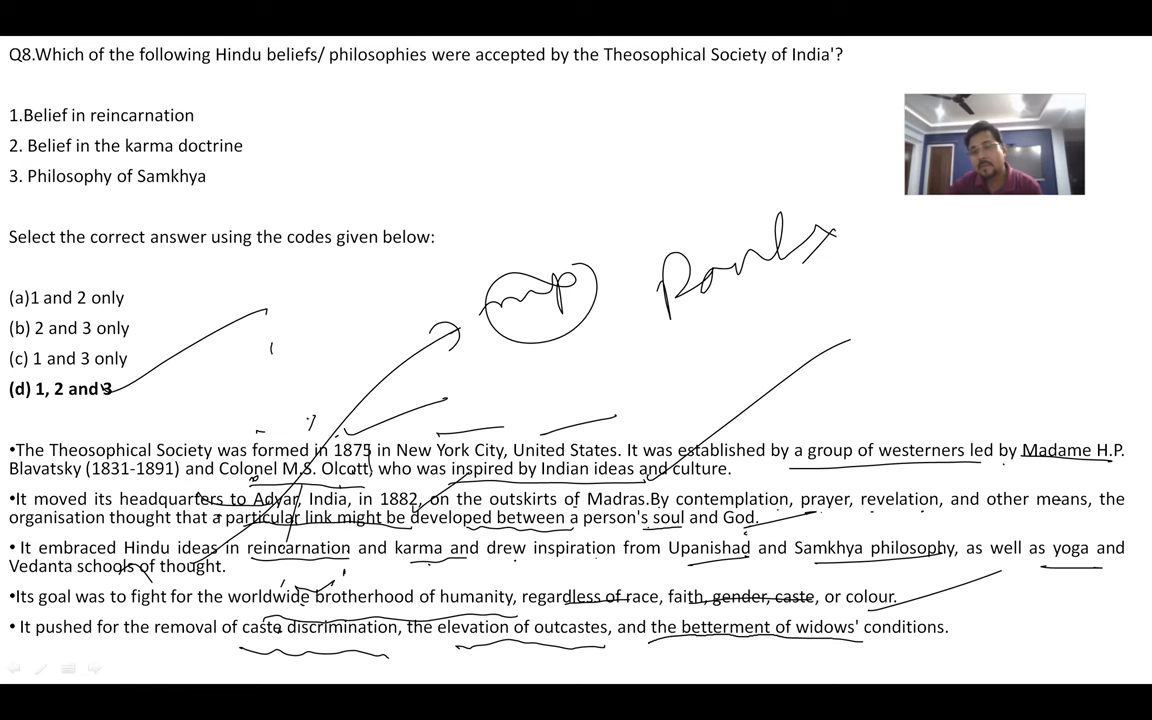 Q8.Which of the following Hindu beliefs/ philosophies were accepted by the Theosophical Society of India'?
1.Belief in reincarnation
2. Belief in the karma doctrine
3. Philosophy of Samkhya
Select the correct answer using the codes given below:
(a)1 and 2 only
(b) 2 and 3 only
(c) 1 and 3 only
(d) 1, 2 and 3
•The Theosophical Society was formed in 1875 in New York City, United States. It was established by a group of westerners led by Madame H.P.
Blavatsky (1831-1891) and Colonel M.S. Olcott, who was inspired by Indian ideas and culture.
•It moved its headquarters to Adyar, India, in 1882, on the outskirts of Madras.By contemplation, prayer, revelation, and other means, the
organisation thought that a particular link might be developed between a person's soul and God.
• It embraced Hindu ideas in reincarnation and karma and drew inspiration from Upanishad and Samkhya philosophy, as well as yoga and
Vedanta schools of thought.
•Its goal was to fight for the worldwide brotherhood of humanity, regardless of race, faith, gender, caste, or colour.
• It pushed for the removal of caste discrimination, the elevation of outcastes, and the betterment of widows' conditions.